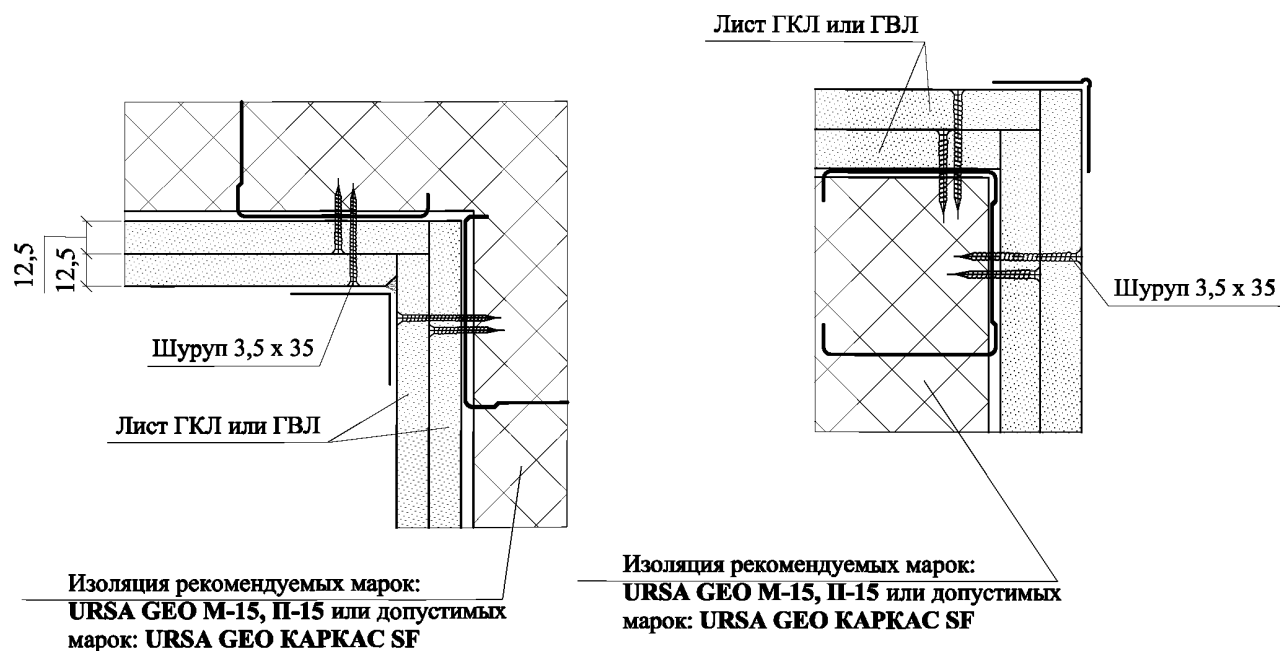 Лист ГКЛ или ГВЛ
12,5
12,5
Шуруп 3,5 х 35
Шуруп 3,5 х 35
Лист ГКЛ или ГВЛ
Изоляция рекомендуемых марок:
URSA GEO М-15, П-15 или допустимых
марок: URSA GEO КАРКАС SF
Изоляция рекомендуемых марок:
URSA GEO М-15, П-15 или допустимых
марок: URSA GEO КАРКАС SF